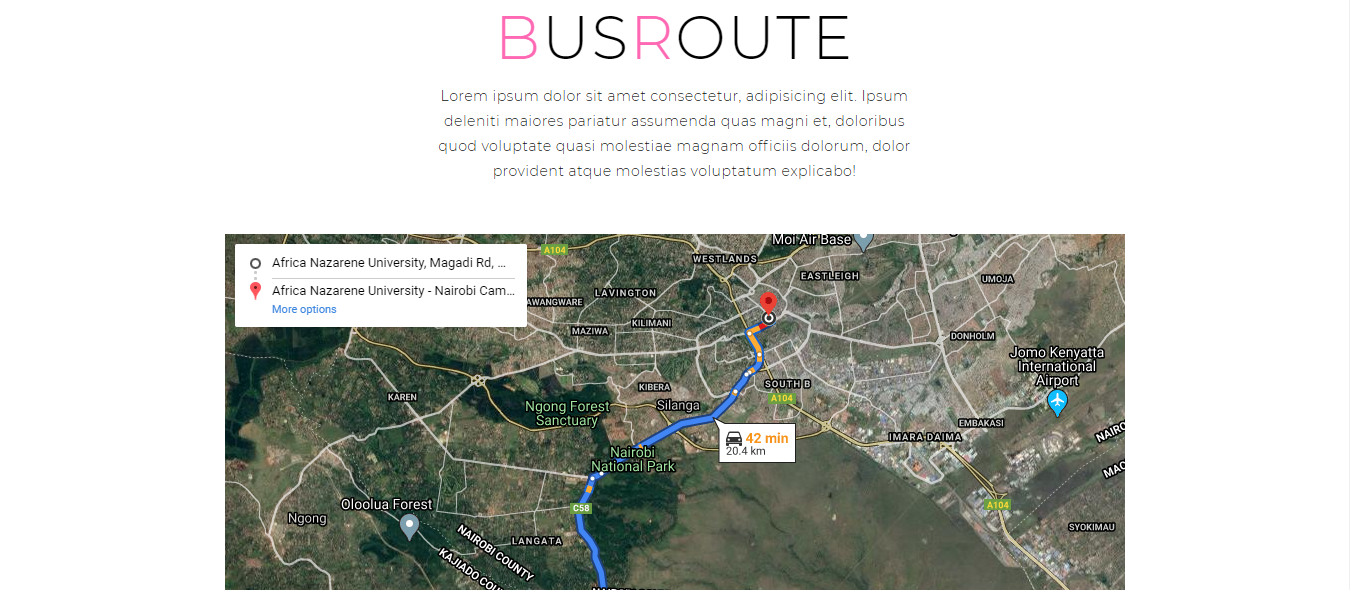 BUSROUTE
Lorem ipsum dolor sit amet consectetur, adipisicing elit. Ipsum
deleniti maiores pariatur assumenda quas magni et, doloribus
quod voluptate quasi molestiae magnam officiis dolorum, dolor
provident atque molestias voluptatum explicabo!
Africa Nazarene University, Magadi Rd, ...
Africa Nazarene University - Nairobi Cam...
More options
A104
Moi Air Base
WESTLANDS
EASTLEIGH
UMOJA
LAVINGTON
AWANGWARE
KILIMANI
MAZIWA
DONHOLM
Jomo Kenyatta
International
Airport
KIBERA
SOUTH B
KAREN
A104
Silanga
Ngong Forest
Sanctuary
EMBAKASI
IMARA DAIMA
NAIRO
42 min
20.4 km
Nairobi
National Park
Oloolua Forest
C58
A104
Ngong
SYOKIMAU
LANGATA
NAIROBI COUNTY
KAJIADO COU